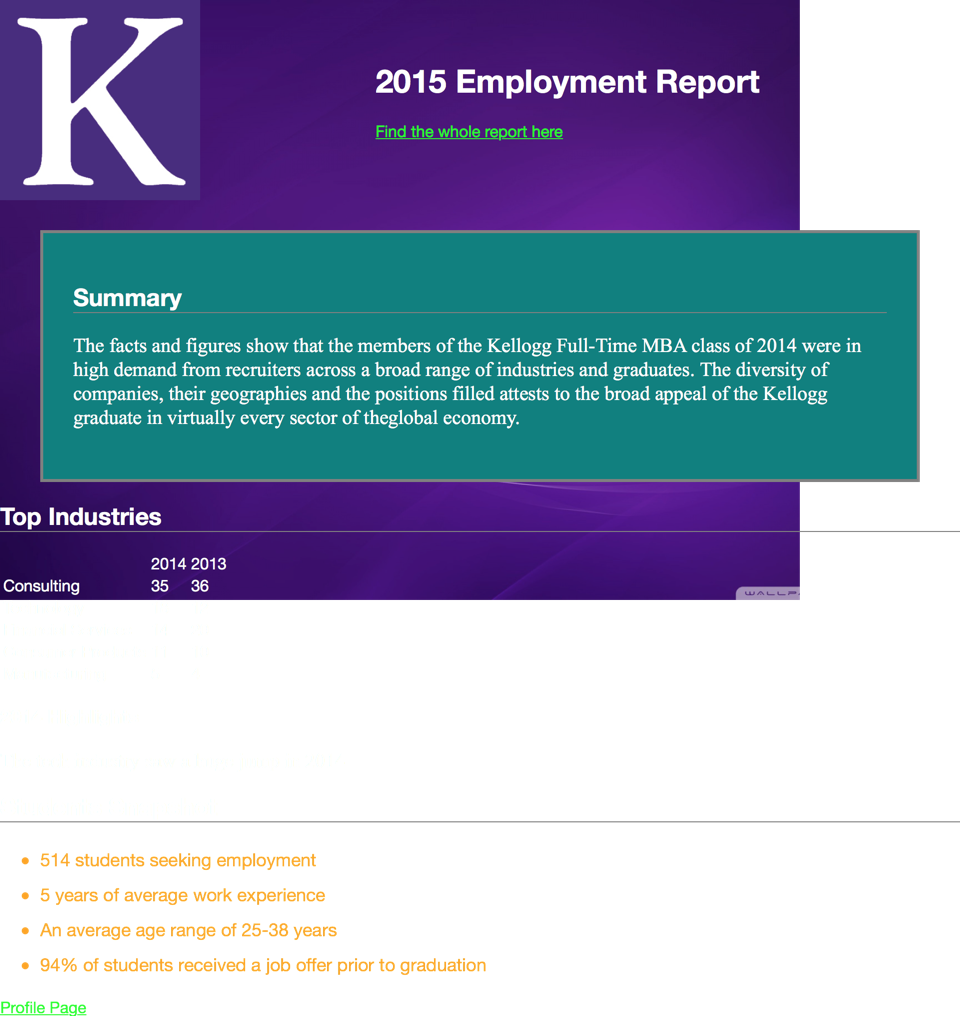 K
2015 Employment Report
Find the whole report here
Summary
The facts and figures show that the members of the Kellogg Full-Time MBA class of 2014 were in
high demand from recruiters across a broad range of industries and graduates. The diversity of
companies, their geographies and the positions filled attests to the broad appeal of the Kellogg
graduate in virtually every sector of theglobal economy.
Top Industries
2014 2013
Consulting 35 36
• 514 students seeking employment
• 5 years of average work experience
• An average age range of 25-38 years
• 94% of students received a job offer prior to graduation
Profile Page